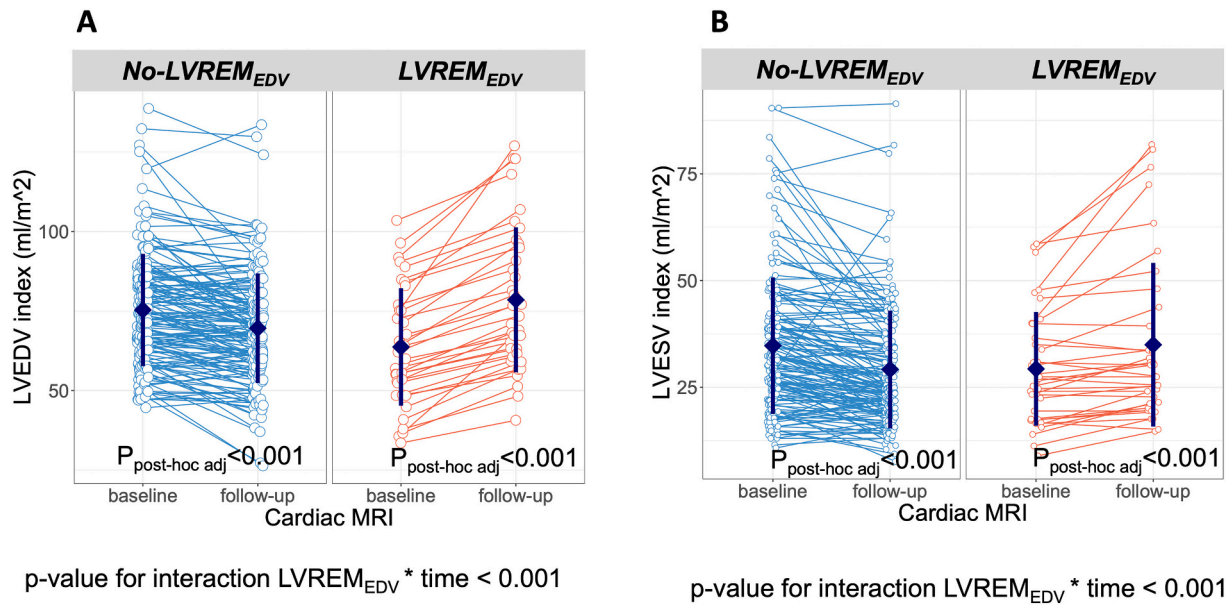 A
No-LVREM_EDV LVREM_EDV
LVEDV index (ml/m^2)
100
50
P_post-hoc adj<0.001 P_post-hoc adj<0.001
baseline follow-up baseline follow-up
Cardiac MRI
p-value for interaction LVREM_EDV * time < 0.001
B
No-LVREM_EDV LVREM_EDV
LVESV index (ml/m^2)
75
50
25
P_post-hoc adj<0.001 P_post-hoc adj<0.001
baseline follow-up baseline follow-up
Cardiac MRI
p-value for interaction LVREM_EDV * time < 0.001